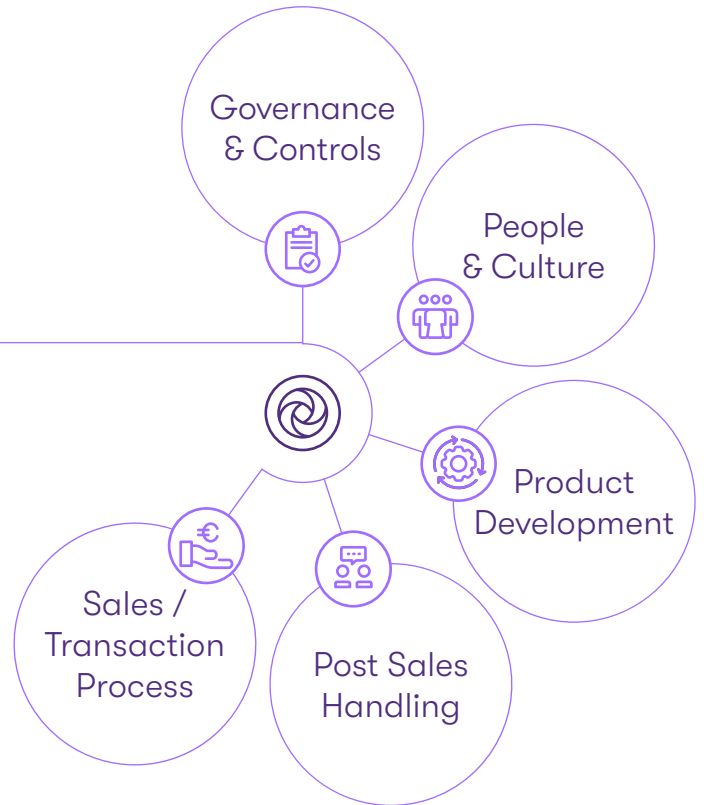 Governance
& Controls
People
& Culture
Product
Development
Post Sales
Handling
Sales /
Transaction
Process